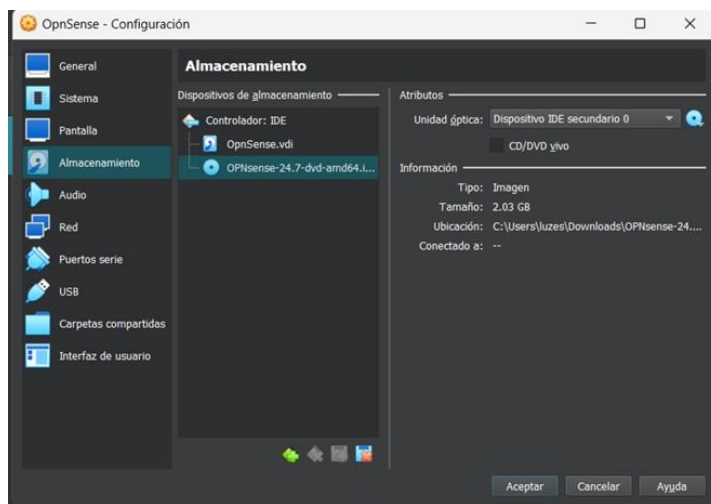 OpnSense - Configuración
General
Sistema
Pantalla
Almacenamiento
Audio
Red
Puertos serie
USB
Carpetas compartidas
Interfaz de usuario
Almacenamiento
Dispositivos de almacenamiento
Controlador: IDE
OpnSense.vdi
OPNsense-24.7-dvd-amd64.i...
Atributos
Unidad óptica: Dispositivo IDE secundario 0
CD/DVD vivo
Información
Tipo: Imagen
Tamaño: 2.03 GB
Ubicación: C:\Users\luzes\Downloads\OPNsense-24....
Conectado a: --
Aceptar Cancelar Ayuda